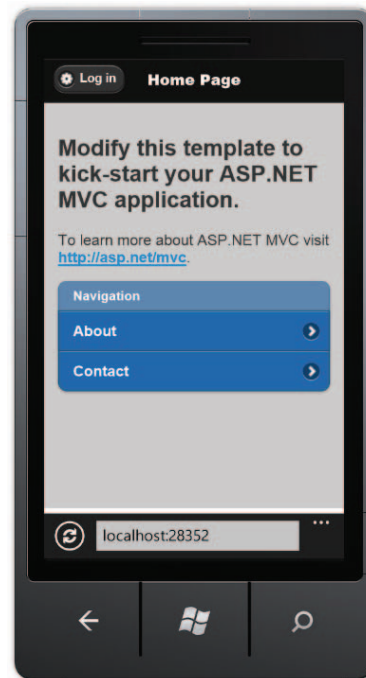 Log in
Home Page
Modify this template to
kick-start your ASP.NET
MVC application.
To learn more about ASP.NET MVC visit
http://asp.net/mvc.
Navigation
About
Contact
localhost:28352